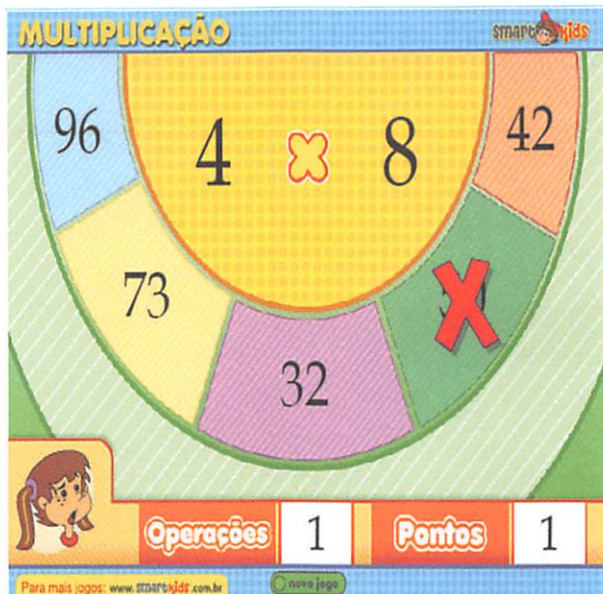 MULTIPLICAÇÃO smartkids
96 4 x 8 42
73
32
Operações 1 Pontos 1
Para mais jogos: www.smartkids.com.br novo jogo